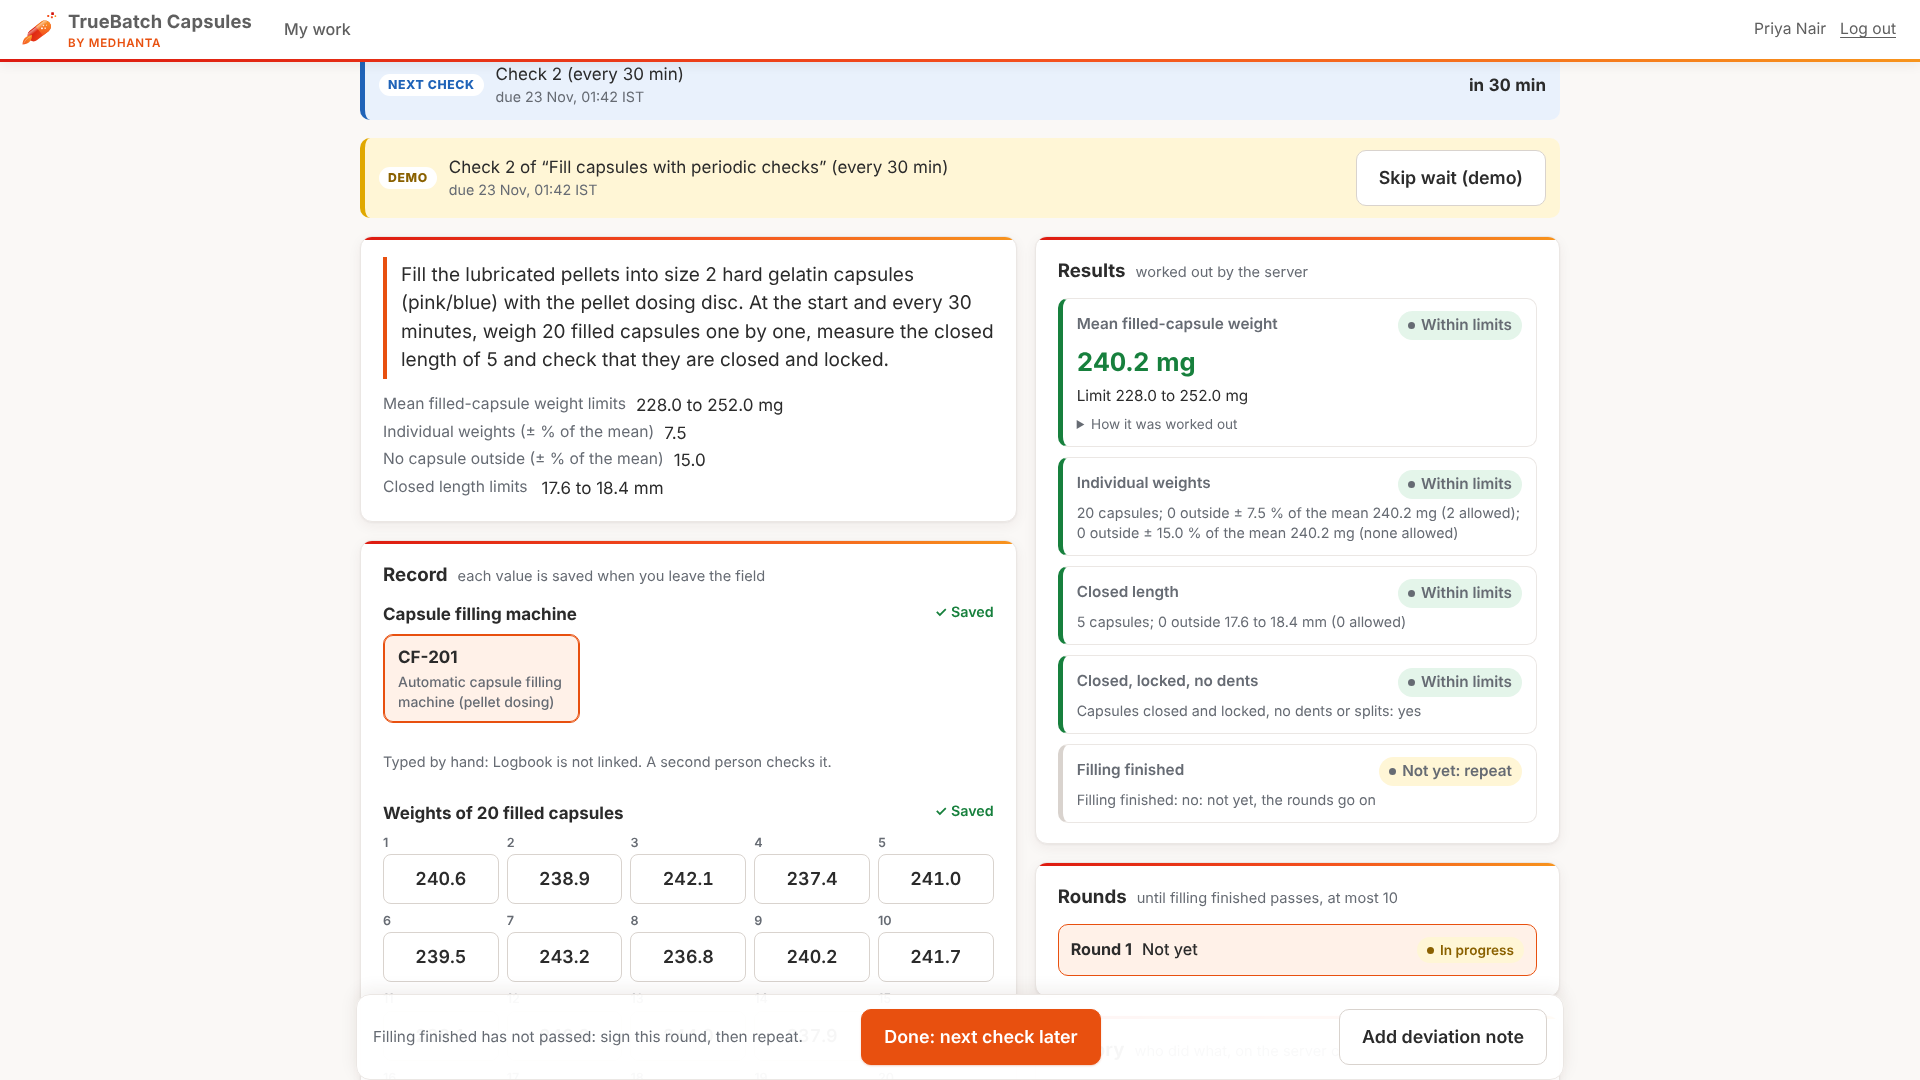 TrueBatch Capsules
BY MEDHANTA
My work
Priya Nair
Log out
NEXT CHECK
Check 2 (every 30 min)
due 23 Nov, 01:42 IST
in 30 min
DEMO
Check 2 of “Fill capsules with periodic checks” (every 30 min)
due 23 Nov, 01:42 IST
Skip wait (demo)
Fill the lubricated pellets into size 2 hard gelatin capsules
(pink/blue) with the pellet dosing disc. At the start and every 30
minutes, weigh 20 filled capsules one by one, measure the closed
length of 5 and check that they are closed and locked.
Mean filled-capsule weight limits 228.0 to 252.0 mg
Individual weights (± % of the mean) 7.5
No capsule outside (± % of the mean) 15.0
Closed length limits 17.6 to 18.4 mm
Record each value is saved when you leave the field
Capsule filling machine
✓ Saved
CF-201
Automatic capsule filling
machine (pellet dosing)
Typed by hand: Logbook is not linked. A second person checks it.
Weights of 20 filled capsules
✓ Saved
1 2 3 4 5
240.6 238.9 242.1 237.4 241.0
6 7 8 9 10
239.5 243.2 236.8 240.2 241.7
Results worked out by the server
Mean filled-capsule weight
Within limits
240.2 mg
Limit 228.0 to 252.0 mg
How it was worked out
Individual weights
Within limits
20 capsules; 0 outside ± 7.5 % of the mean 240.2 mg (2 allowed);
0 outside ± 15.0 % of the mean 240.2 mg (none allowed)
Closed length
Within limits
5 capsules; 0 outside 17.6 to 18.4 mm (0 allowed)
Closed, locked, no dents
Within limits
Capsules closed and locked, no dents or splits: yes
Filling finished
Not yet: repeat
Filling finished: no: not yet, the rounds go on
Rounds until filling finished passes, at most 10
Round 1 Not yet
In progress
Filling finished has not passed: sign this round, then repeat.
Done: next check later
Add deviation note